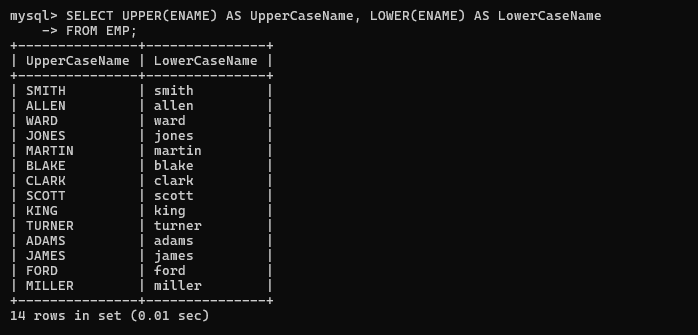 mysql> SELECT UPPER(ENAME) AS UpperCaseName, LOWER(ENAME) AS LowerCaseName
    -> FROM EMP;
+---------------+---------------+
| UpperCaseName | LowerCaseName |
+---------------+---------------+
| SMITH         | smith         |
| ALLEN         | allen         |
| WARD          | ward          |
| JONES         | jones         |
| MARTIN        | martin        |
| BLAKE         | blake         |
| CLARK         | clark         |
| SCOTT         | scott         |
| KING          | king          |
| TURNER        | turner        |
| ADAMS         | adams         |
| JAMES         | james         |
| FORD          | ford          |
| MILLER        | miller        |
+---------------+---------------+
14 rows in set (0.01 sec)